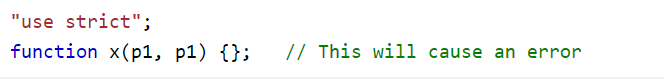 "use strict";
function x(p1, p1) {};   // This will cause an error